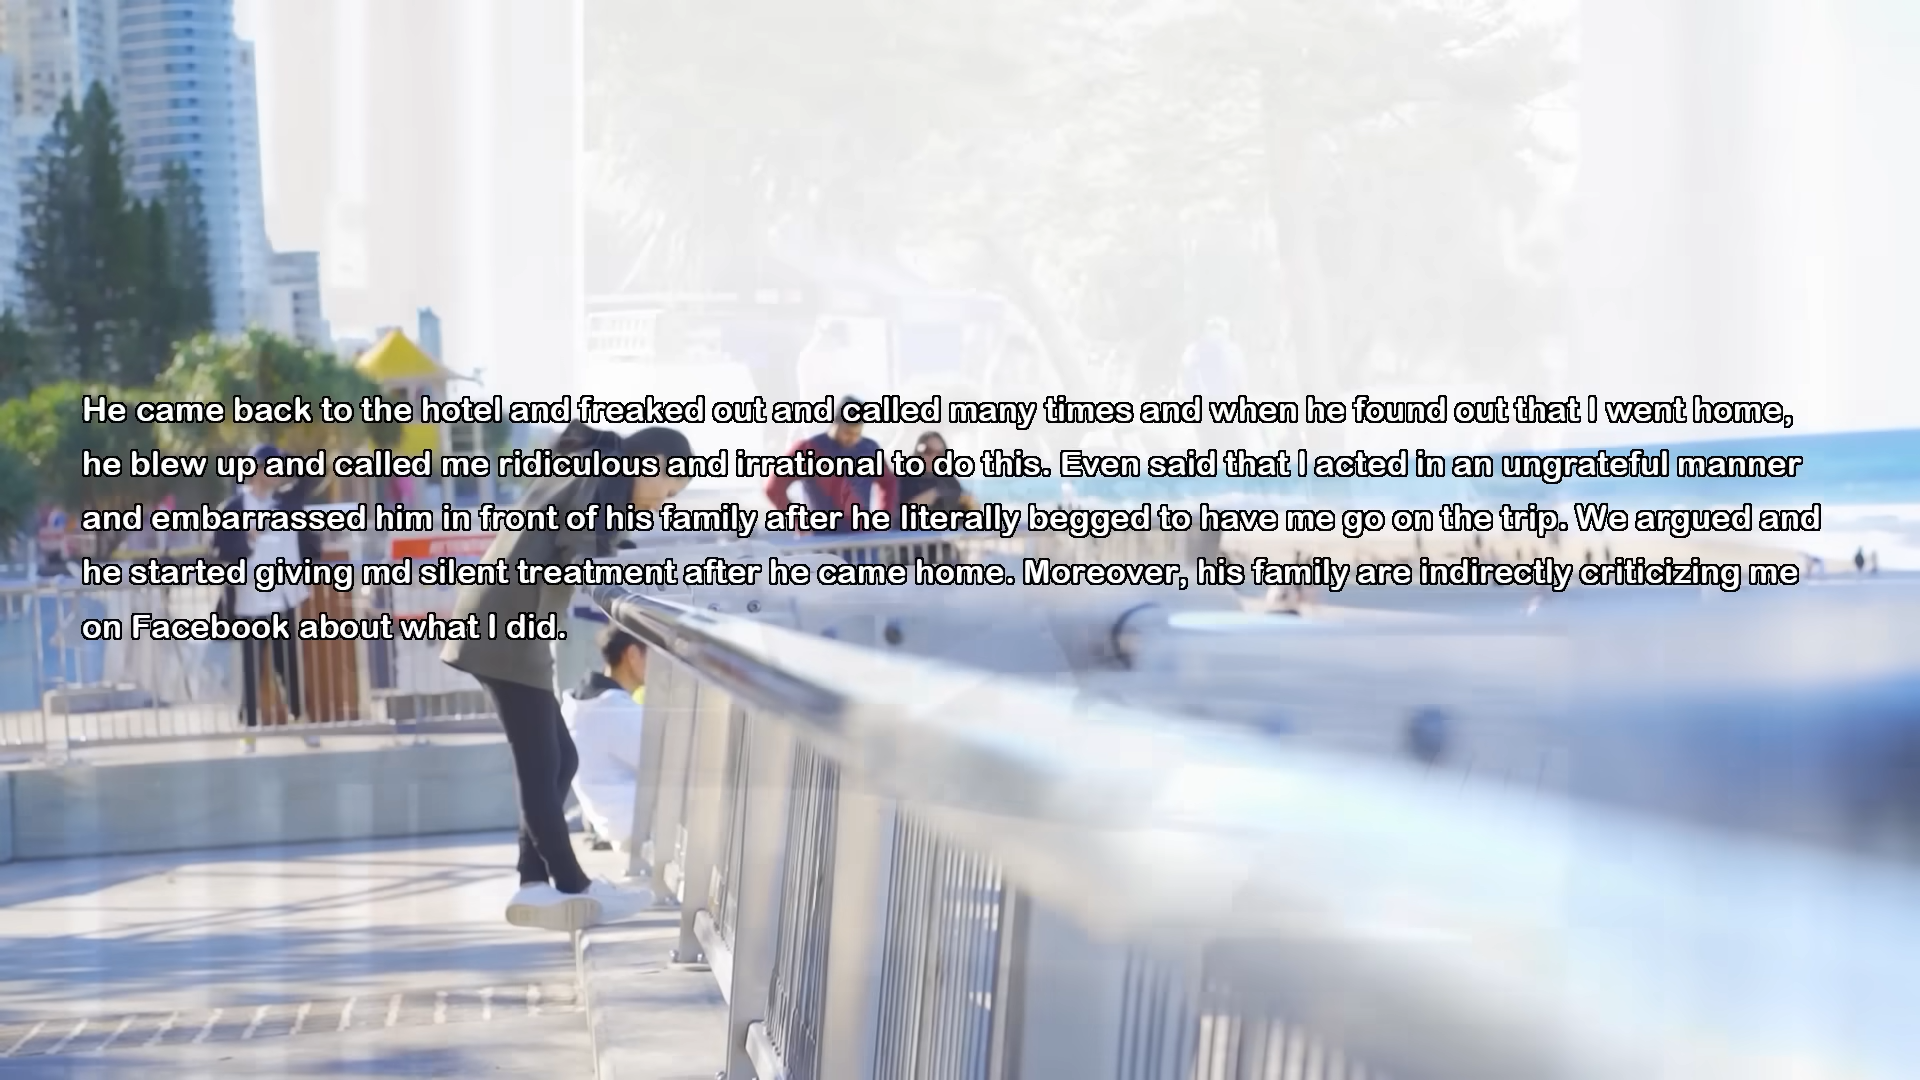 He came back to the hotel and freaked out and called many times and when he found out that I went home,
he blew up and called me ridiculous and irrational to do this. Even said that I acted in an ungrateful manner
and embarrassed him in front of his family after he literally begged to have me go on the trip. We argued and
he started giving md silent treatment after he came home. Moreover, his family are indirectly criticizing me
on Facebook about what I did.